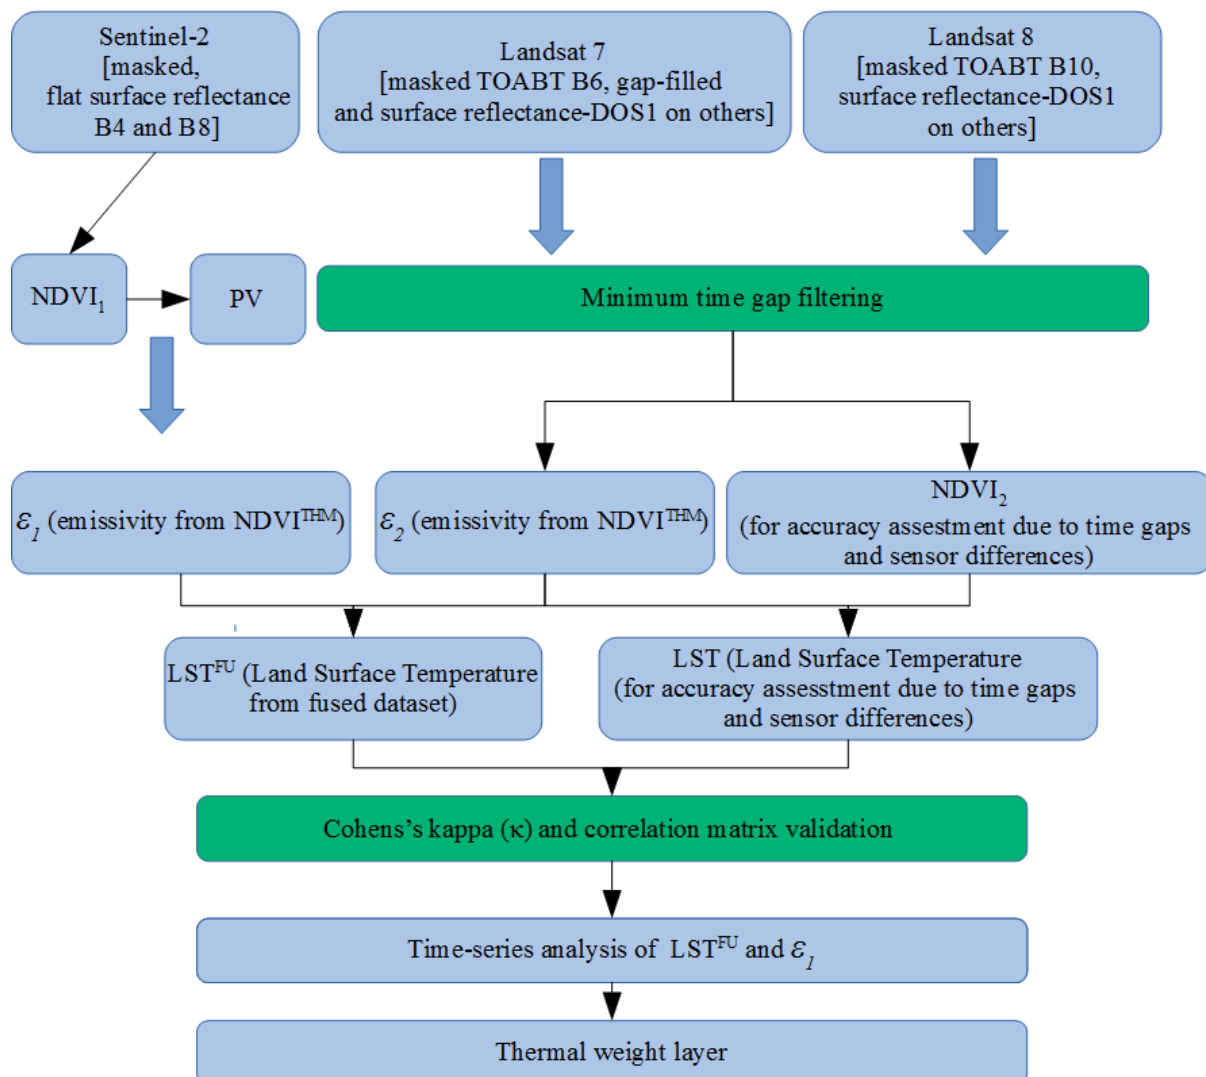 Sentinel-2
[masked,
flat surface reflectance
B4 and B8]
Landsat 7
[masked TOABT B6, gap-filled
and surface reflectance-DOS1 on others]
Landsat 8
[masked TOABT B10,
surface reflectance-DOS1
on others]
NDVI₁
PV
Minimum time gap filtering
ε₁ (emissivity from NDVIᵀᴴᴹ)
ε₂ (emissivity from NDVIᵀᴴᴹ)
NDVI₂
(for accuracy assestment due to time gaps
and sensor differences)
LSTᶠᵁ (Land Surface Temperature
from fused dataset)
LST (Land Surface Temperature
(for accuracy assesstment due to time gaps
and sensor differences)
Cohens's kappa (κ) and correlation matrix validation
Time-series analysis of LSTᶠᵁ and ε₁
Thermal weight layer